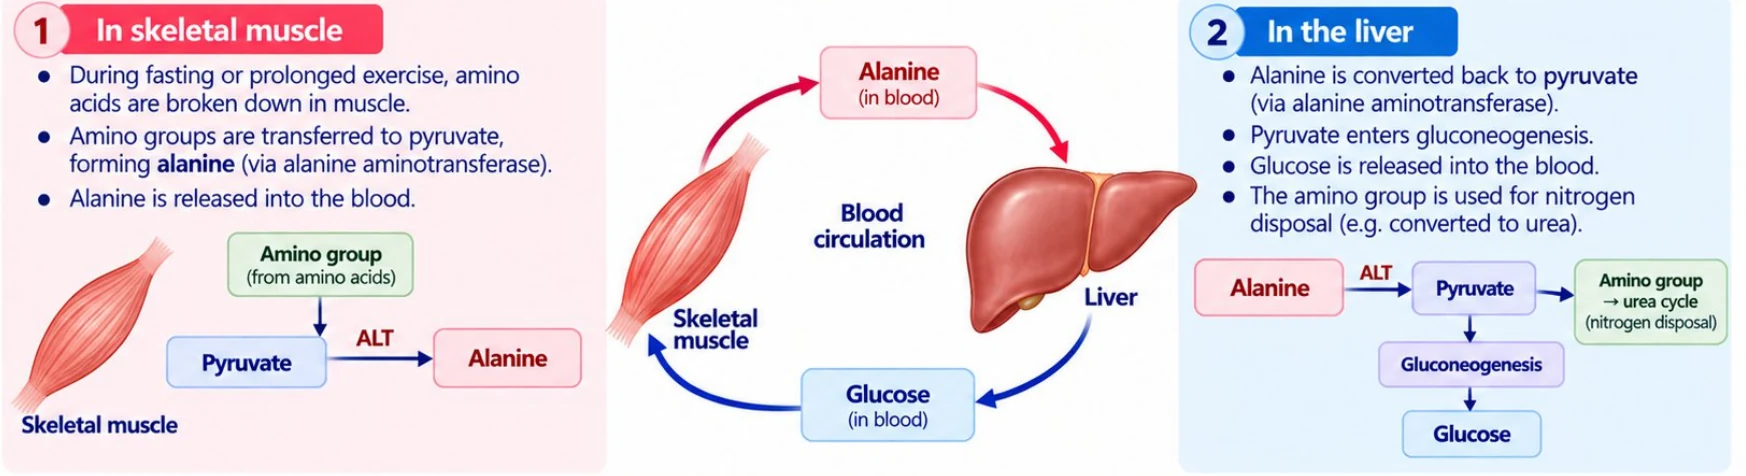 1 In skeletal muscle
● During fasting or prolonged exercise, amino
acids are broken down in muscle.
● Amino groups are transferred to pyruvate,
forming alanine (via alanine aminotransferase).
● Alanine is released into the blood.
Amino group
(from amino acids)
Pyruvate
ALT
Alanine
Skeletal muscle
Alanine
(in blood)
Blood
circulation
Skeletal
muscle
Liver
Glucose
(in blood)
2 In the liver
● Alanine is converted back to pyruvate
(via alanine aminotransferase).
● Pyruvate enters gluconeogenesis.
● Glucose is released into the blood.
● The amino group is used for nitrogen
disposal (e.g. converted to urea).
Alanine
ALT
Pyruvate
Amino group
→ urea cycle
(nitrogen disposal)
Gluconeogenesis
Glucose